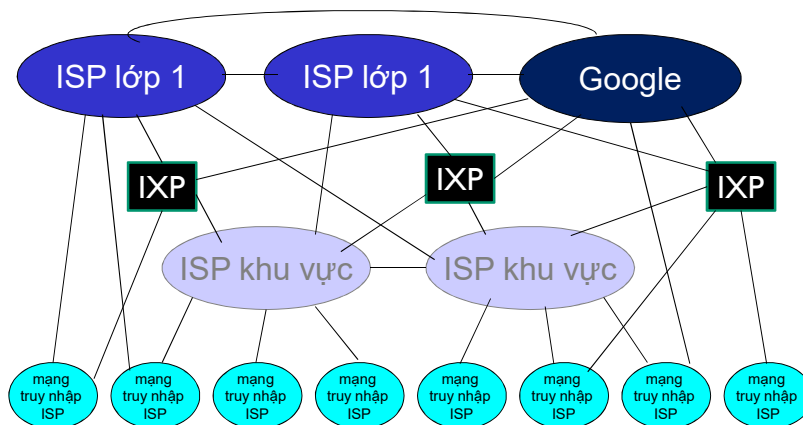 ISP lớp 1
ISP lớp 1
Google
IXP
IXP
IXP
ISP khu vực
ISP khu vực
mạng
truy nhập
ISP
mạng
truy nhập
ISP
mạng
truy nhập
ISP
mạng
truy nhập
ISP
mạng
truy nhập
ISP
mạng
truy nhập
ISP
mạng
truy nhập
ISP
mạng
truy nhập
ISP